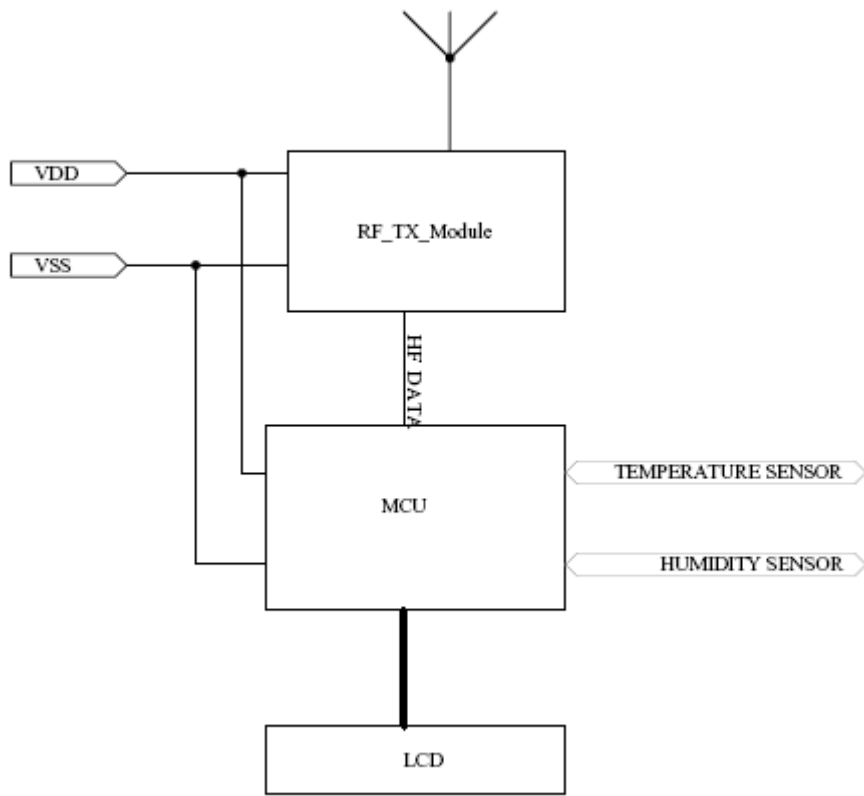 VDD
RF_TX_Module
VSS
HF DATA
TEMPERATURE SENSOR
MCU
HUMIDITY SENSOR
LCD